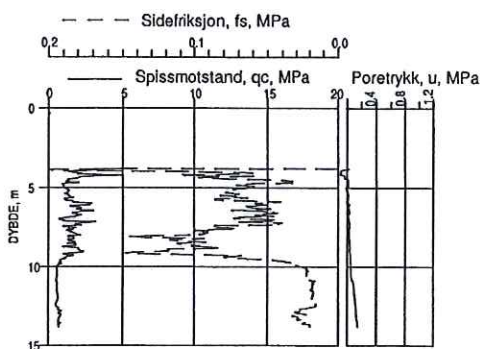 Sidefriksjon, fs, MPa
0,2 0,1 0,0
Spissmotstand, qc, MPa Poretrykk, u, MPa
0 5 10 15 20 0,4 0,8 1,2
0
5
10
15
DYBDE, m